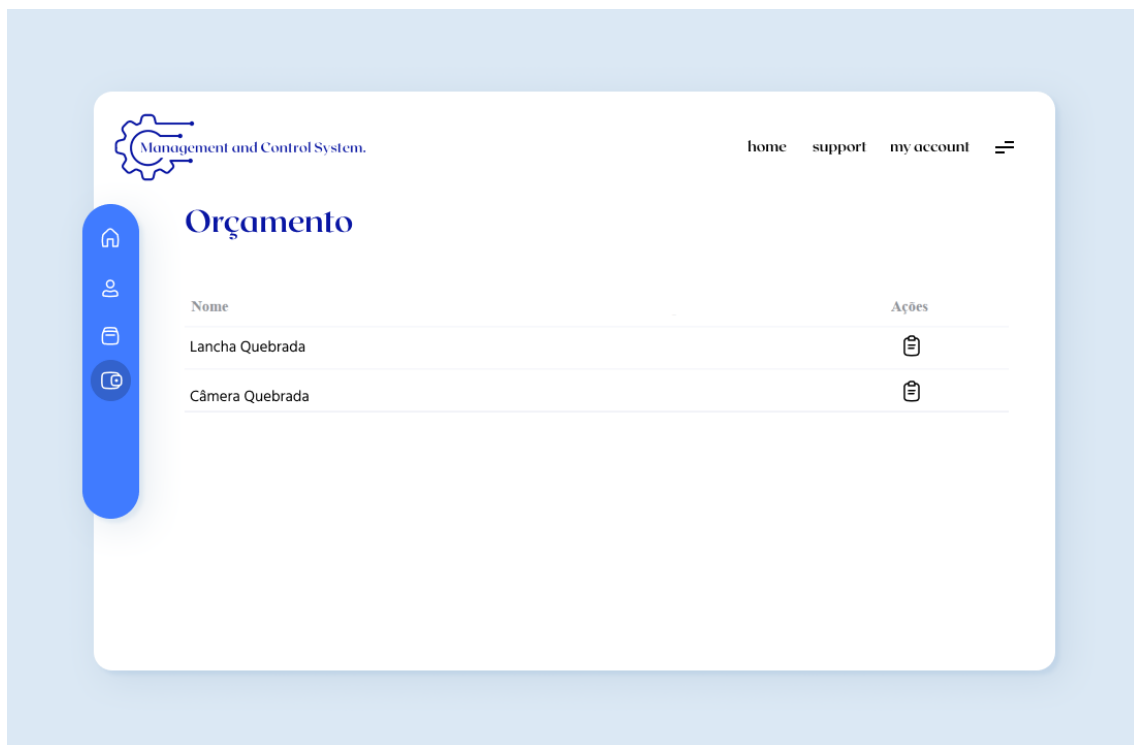 Management and Control System.
home support my account
Orçamento
Nome Ações
Lancha Quebrada
Câmera Quebrada